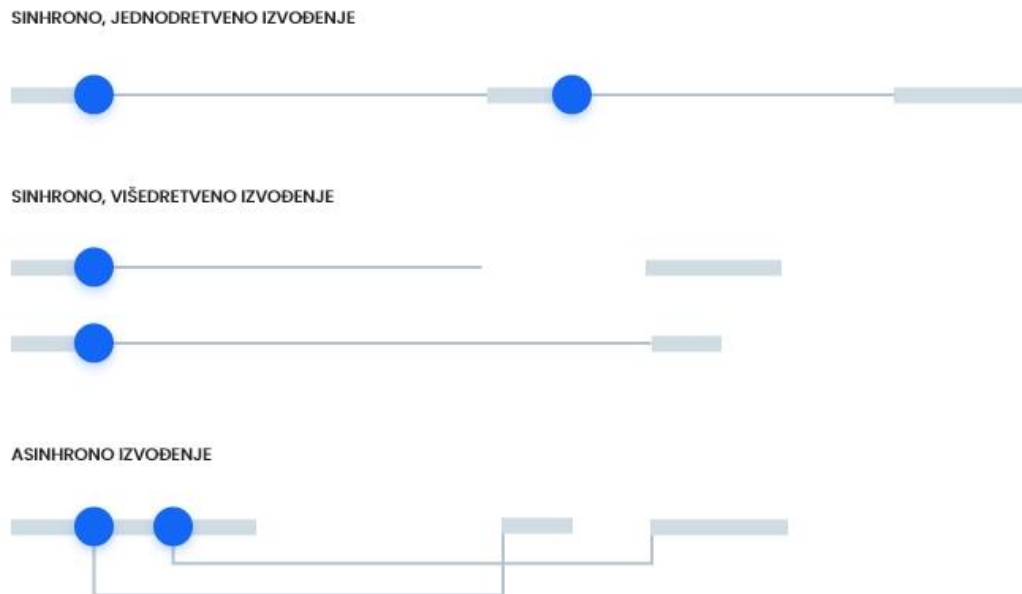 SINHRONO, JEDNODRETVENO IZVOĐENJE
SINHRONO, VIŠEDRETVENO IZVOĐENJE
ASINHRONO IZVOĐENJE